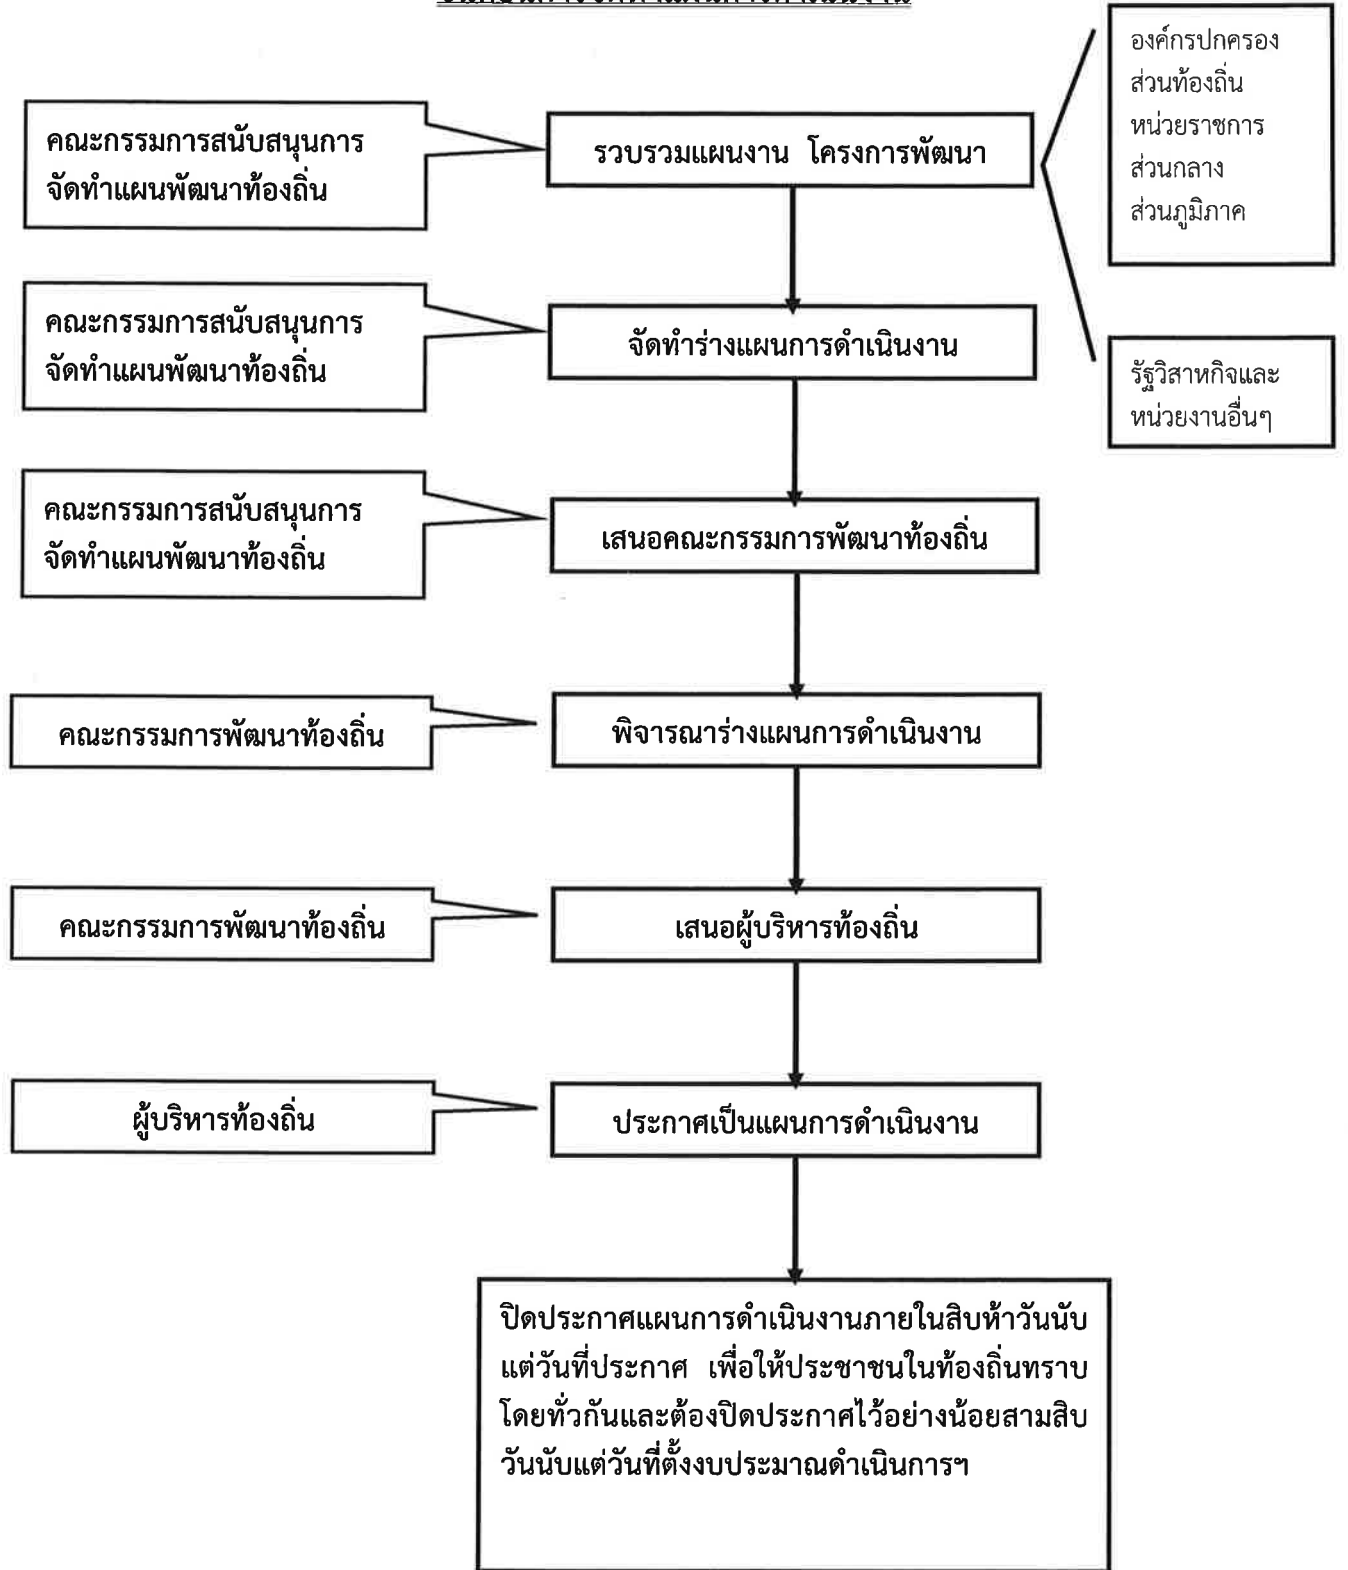 องค์กรปกครอง
ส่วนท้องถิ่น
หน่วยราชการ
ส่วนกลาง
ส่วนภูมิภาค
คณะกรรมการสนับสนุนการ
จัดทำแผนพัฒนาท้องถิ่น
รวบรวมแผนงาน โครงการพัฒนา
คณะกรรมการสนับสนุนการ
จัดทำแผนพัฒนาท้องถิ่น
จัดทำร่างแผนการดำเนินงาน
รัฐวิสาหกิจและ
หน่วยงานอื่นๆ
คณะกรรมการสนับสนุนการ
จัดทำแผนพัฒนาท้องถิ่น
เสนอคณะกรรมการพัฒนาท้องถิ่น
คณะกรรมการพัฒนาท้องถิ่น
พิจารณาร่างแผนการดำเนินงาน
คณะกรรมการพัฒนาท้องถิ่น
เสนอผู้บริหารท้องถิ่น
ผู้บริหารท้องถิ่น
ประกาศเป็นแผนการดำเนินงาน
ปิดประกาศแผนการดำเนินงานภายในสิบห้าวันนับ
แต่วันที่ประกาศ เพื่อให้ประชาชนในท้องถิ่นทราบ
โดยทั่วกันและต้องปิดประกาศไว้อย่างน้อยสามสิบ
วันนับแต่วันที่ตั้งงบประมาณดำเนินการฯ